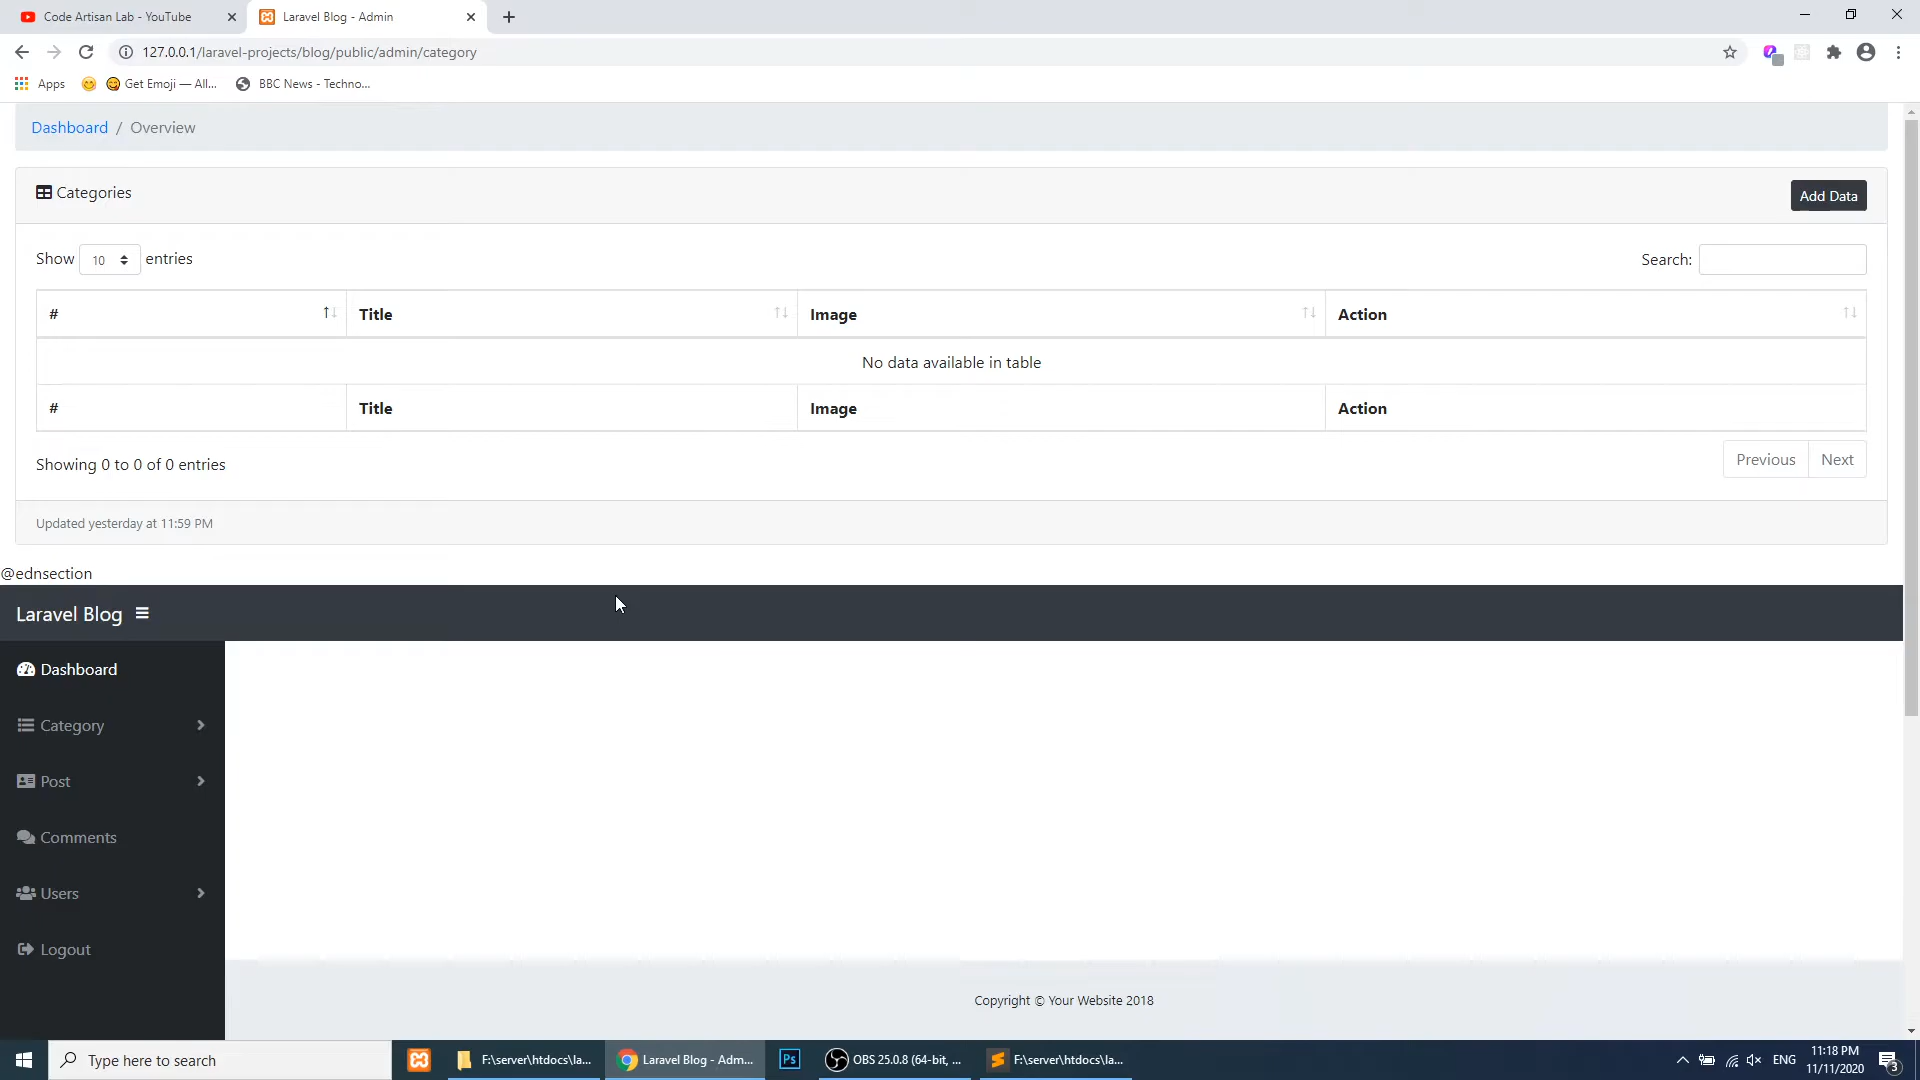 Code Artisan Lab - YouTube
Laravel Blog - Admin
127.0.0.1/laravel-projects/blog/public/admin/category
Apps
Get Emoji — All...
BBC News - Techno...
Dashboard / Overview
Categories
Add Data
Show 10 entries
Search:
# Title Image Action
No data available in table
# Title Image Action
Showing 0 to 0 of 0 entries
Previous Next
Updated yesterday at 11:59 PM
@ednsection
Laravel Blog
Dashboard
Category
Post
Comments
Users
Logout
Copyright © Your Website 2018
Type here to search
F:\server\htdocs\la...
Laravel Blog - Adm...
Ps
OBS 25.0.8 (64-bit, ...
F:\server\htdocs\la...
ENG
11:18 PM
11/11/2020
3